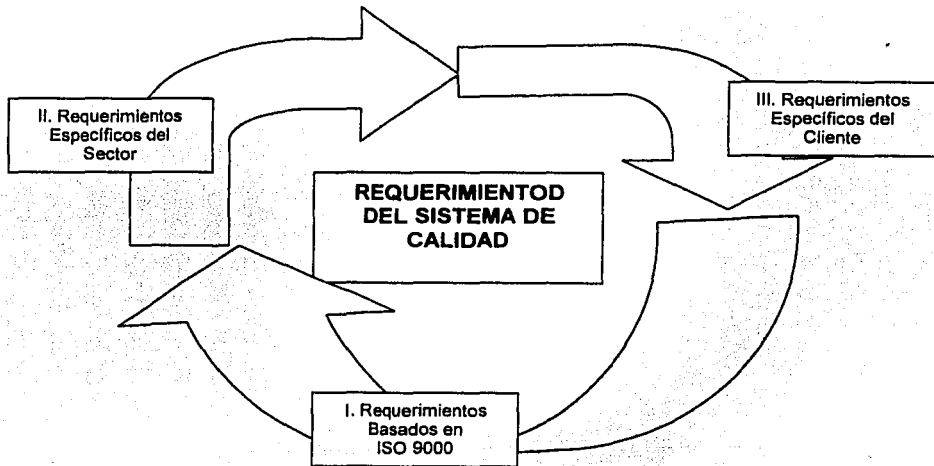 II. Requerimientos
Específicos del
Sector
III. Requerimientos
Específicos del
Cliente
REQUERIMIENTOD
DEL SISTEMA DE
CALIDAD
I. Requerimientos
Basados en
ISO 9000